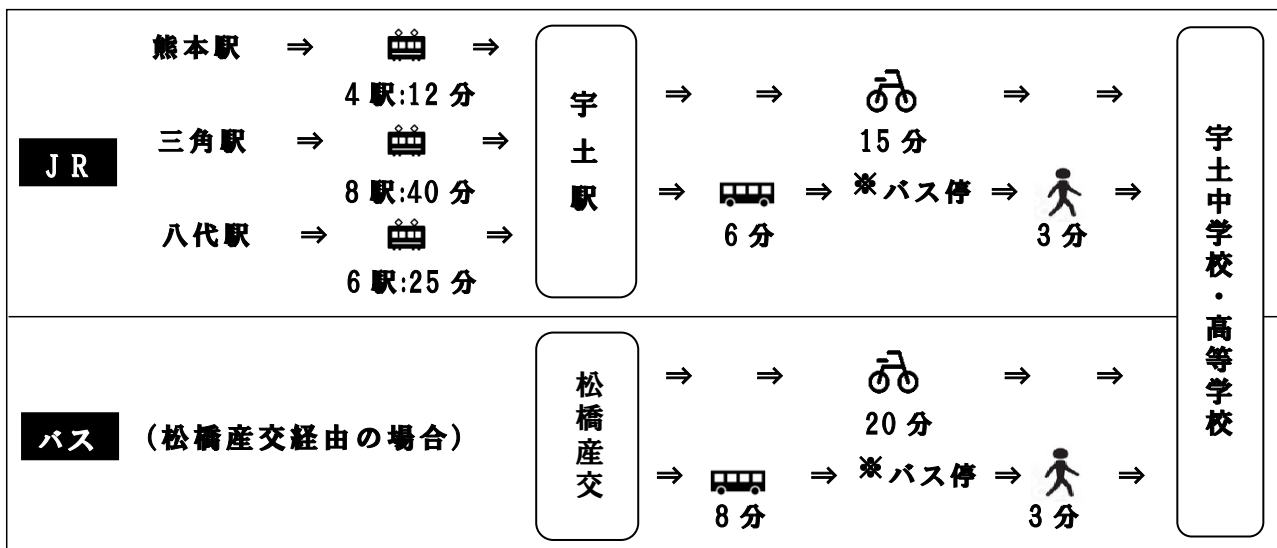 JR
熊本駅 ⇒ ⇒
4駅:12分
三角駅 ⇒ ⇒
8駅:40分
八代駅 ⇒ ⇒
6駅:25分
宇土駅
⇒ ⇒ ⇒ ⇒
15分
⇒ ⇒ ※バス停 ⇒ ⇒
6分 3分
バス (松橋産交経由の場合)
松橋産交
⇒ ⇒ ⇒ ⇒
20分
⇒ ⇒ ※バス停 ⇒ ⇒
8分 3分
宇土中学校・高等学校